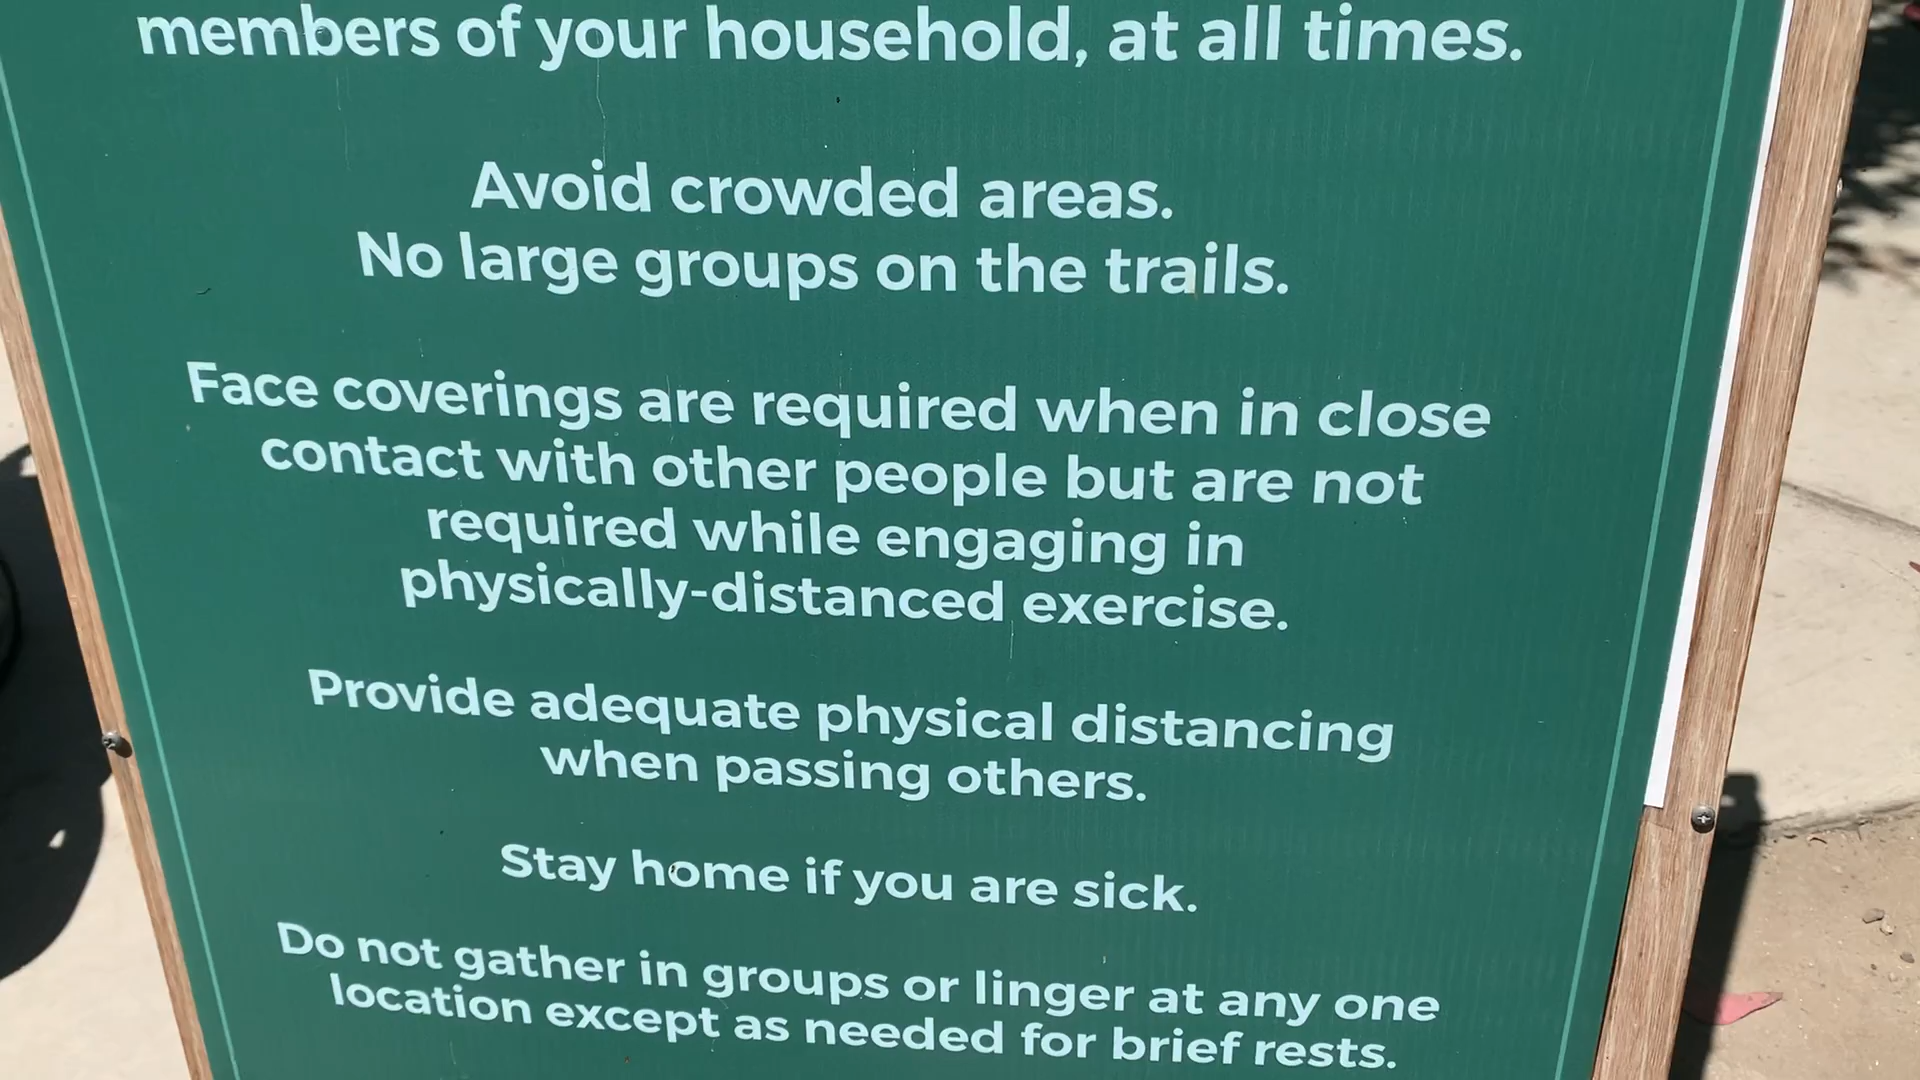 members of your household, at all times.
Avoid crowded areas.
No large groups on the trails.
Face coverings are required when in close
contact with other people but are not
required while engaging in
physically-distanced exercise.
Provide adequate physical distancing
when passing others.
Stay home if you are sick.
Do not gather in groups or linger at any one
location except as needed for brief rests.